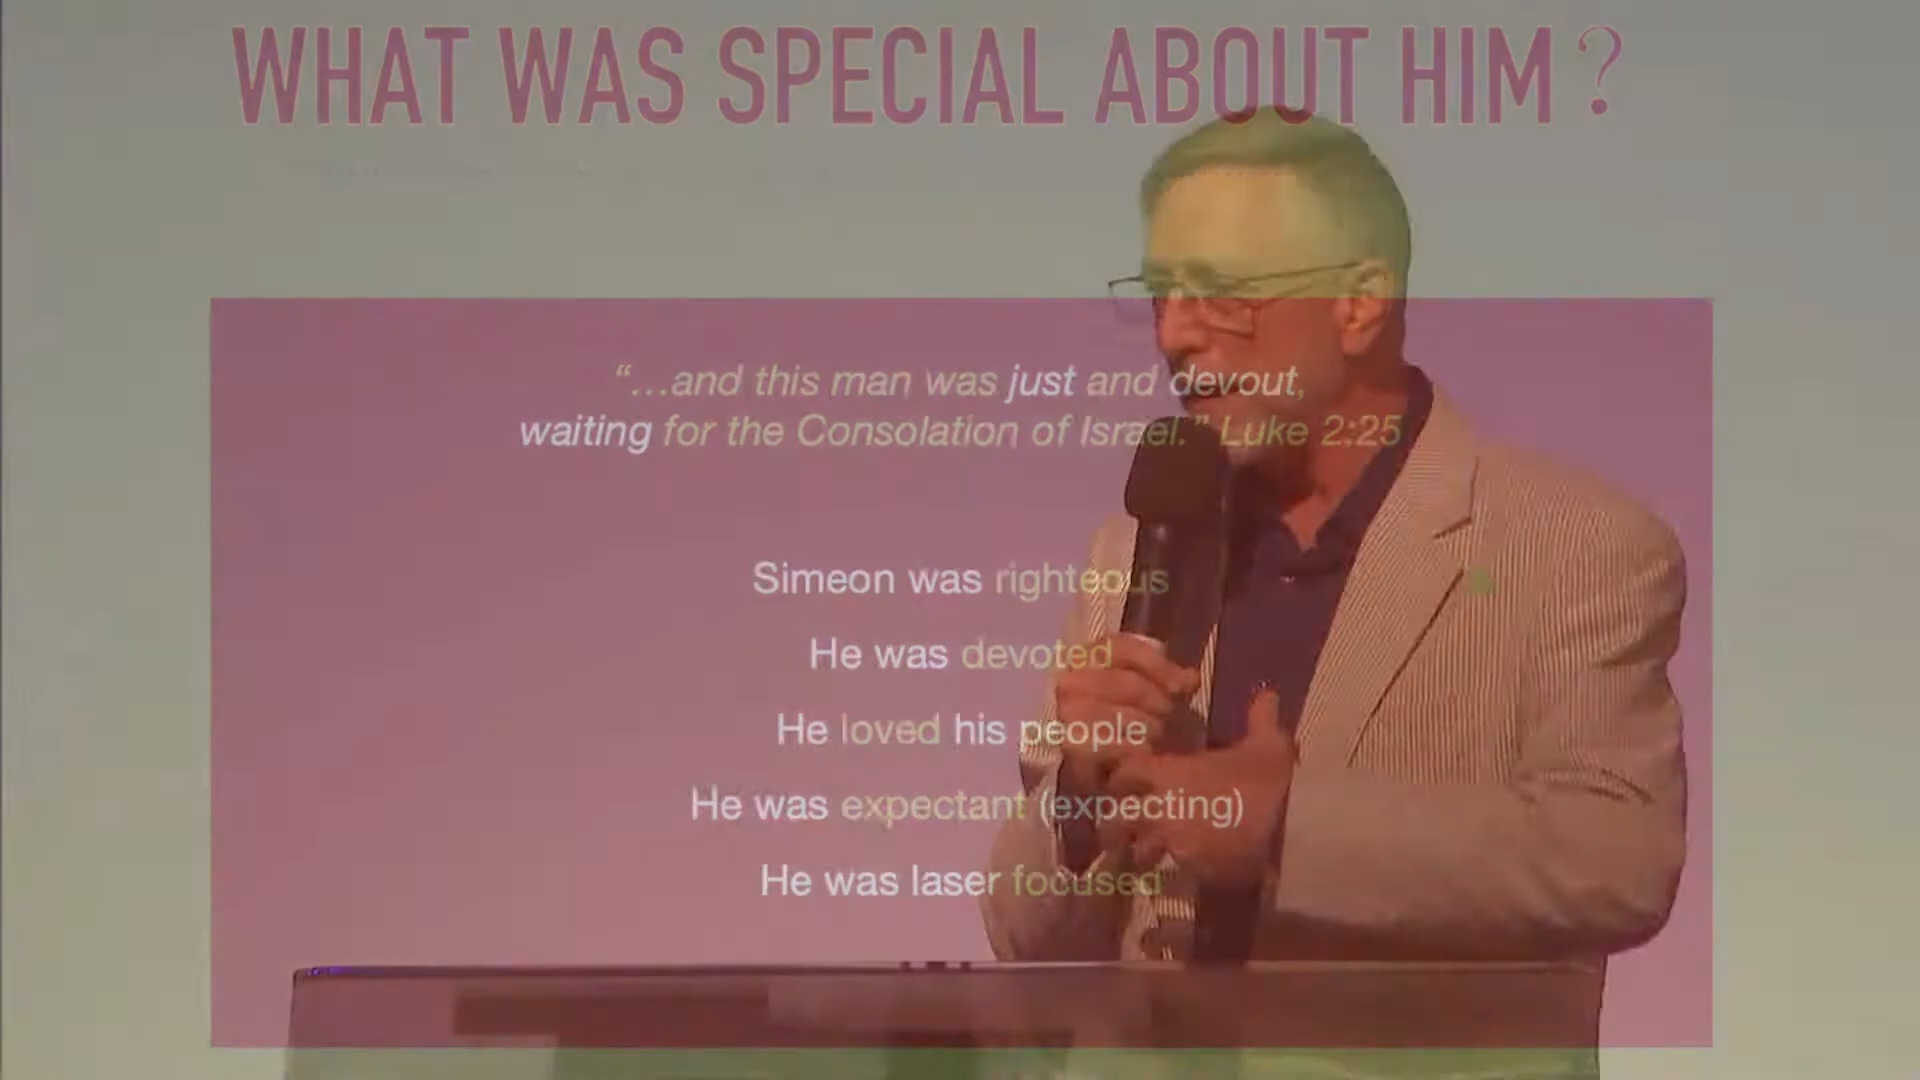 WHAT WAS SPECIAL ABOUT HIM?
“...and this man was just and devout,
waiting for the Consolation of Israel.” Luke 2:25
Simeon was righteous
He was devoted
He loved his people
He was expectant (expecting)
He was laser focused